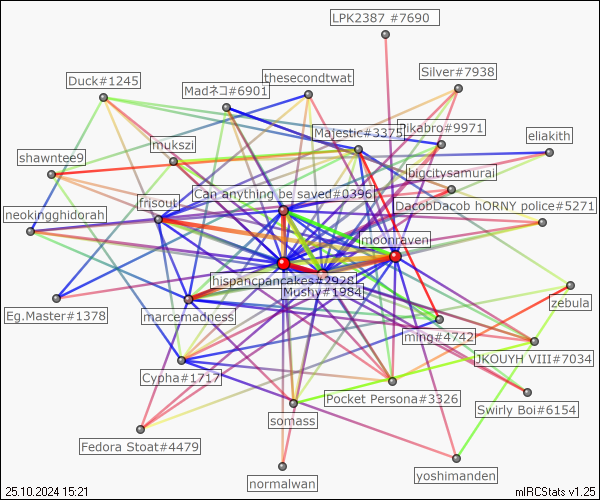 LPK2387 #7690
Silver#7938
thesecondtwat
Duck#1245
Madネコ#6901
Majestic#3375
Pikabro#9971
eliakith
mukszi
shawntee9
bigcitysamurai
Can anything be saved#0396
frisout
DacobDacob hORNY police#5271
neokingghidorah
moonraven
hispancpancakes#2928
Mushy#1984
zebula
Eg.Master#1378
marcemadness
ming#4742
JKOUYH VIII#7034
Cypha#1717
Pocket Persona#3326
Swirly Boi#6154
somass
Fedora Stoat#4479
normalwan
yoshimanden
25.10.2024 15:21
mIRCStats v1.25